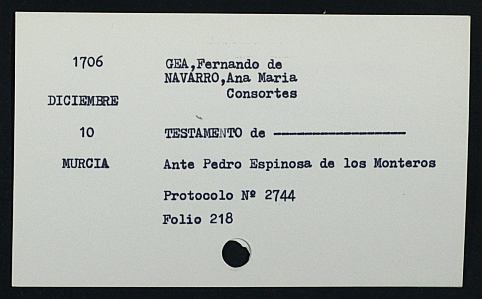 1706
GEA,Fernando de
NAVARRO,Ana Maria
Consortes
DICIEMBRE
10
TESTAMENTO de -------------------
MURCIA
Ante Pedro Espinosa de los Monteros
Protocolo Nº 2744
Folio 218